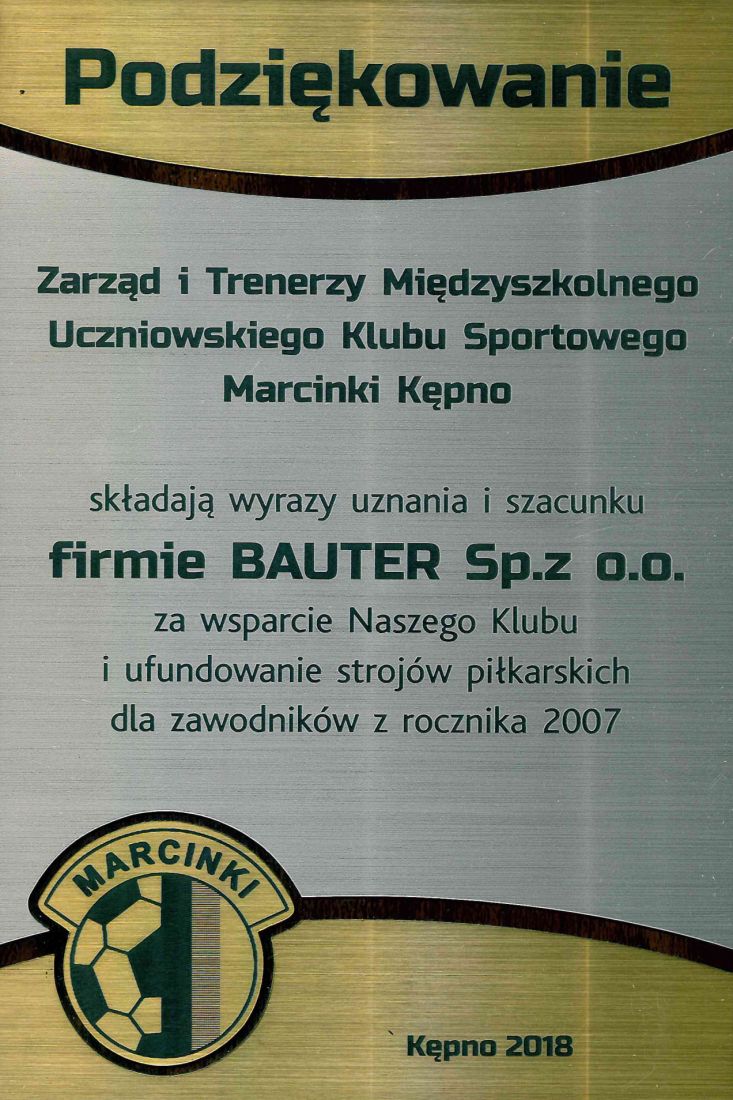 Podziękowanie
Zarząd i Trenerzy Międzyszkolnego
Uczniowskiego Klubu Sportowego
Marcinki Kępno
składają wyrazy uznania i szacunku
firmie BAUTER Sp.z o.o.
za wsparcie Naszego Klubu
i ufundowanie strojów piłkarskich
dla zawodników z rocznika 2007
MARCINKI
Kępno 2018